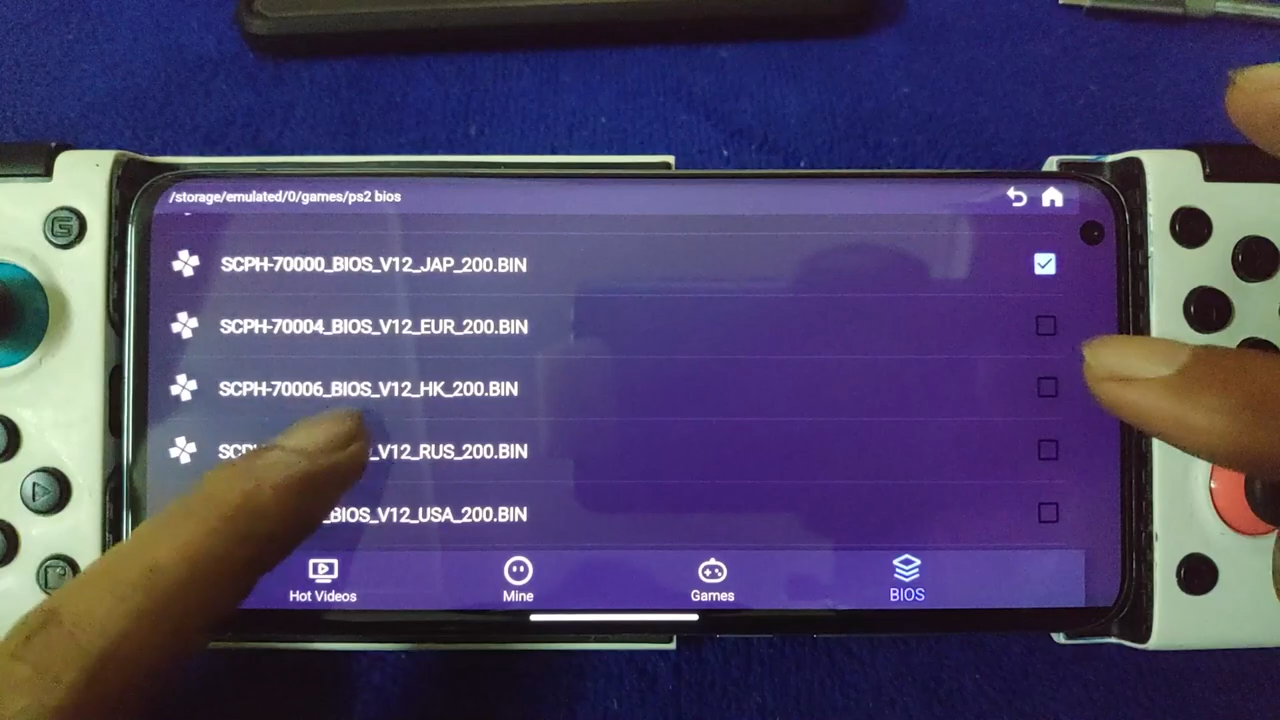 /storage/emulated/0/games/ps2 bios
SCPH-70000_BIOS_V12_JAP_200.BIN
SCPH-70004_BIOS_V12_EUR_200.BIN
SCPH-70006_BIOS_V12_HK_200.BIN
_V12_RUS_200.BIN
_BIOS_V12_USA_200.BIN
Hot Videos
Mine
Games
BIOS